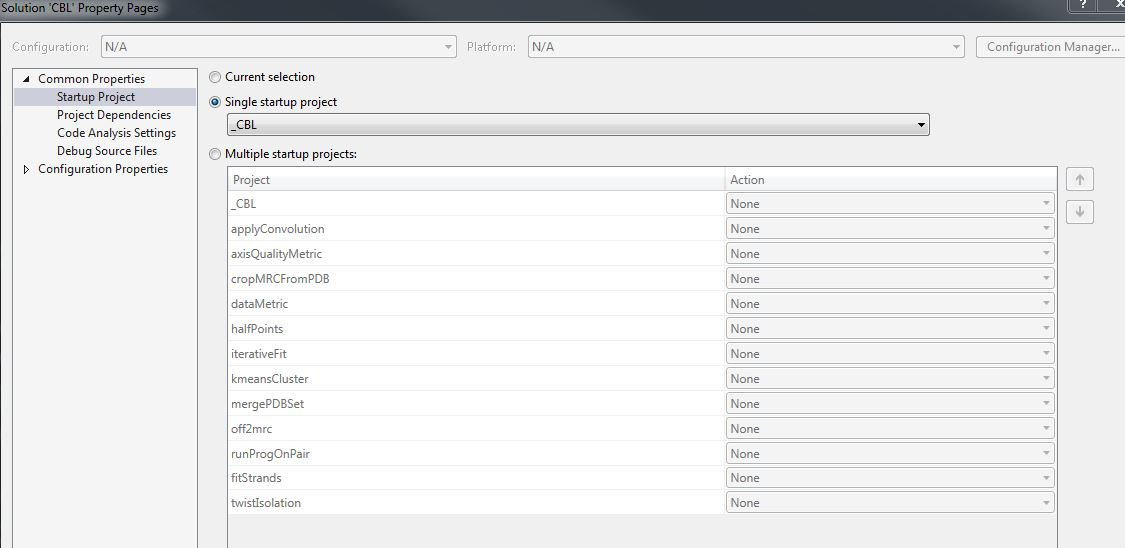 Solution 'CBL' Property Pages
?
Configuration: N/A Platform: N/A Configuration Manager...
Common Properties
Startup Project
Project Dependencies
Code Analysis Settings
Debug Source Files
Configuration Properties
Current selection
Single startup project
_CBL
Multiple startup projects:
Project Action
_CBL None
applyConvolution None
axisQualityMetric None
cropMRCFromPDB None
dataMetric None
halfPoints None
iterativeFit None
kmeansCluster None
mergePDBSet None
off2mrc None
runProgOnPair None
fitStrands None
twistIsolation None